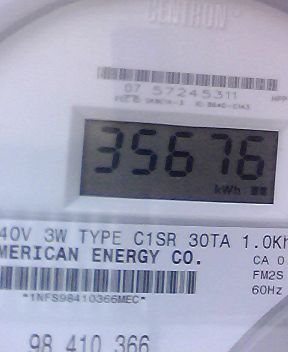 CENTRON
07 57245311
35676
kWh
40V 3W TYPE C1SR 30TA 1.0Kh
MERICAN ENERGY CO.
CA 0
FM2S
60Hz
*1NFS98410366MEC*
98 410 366